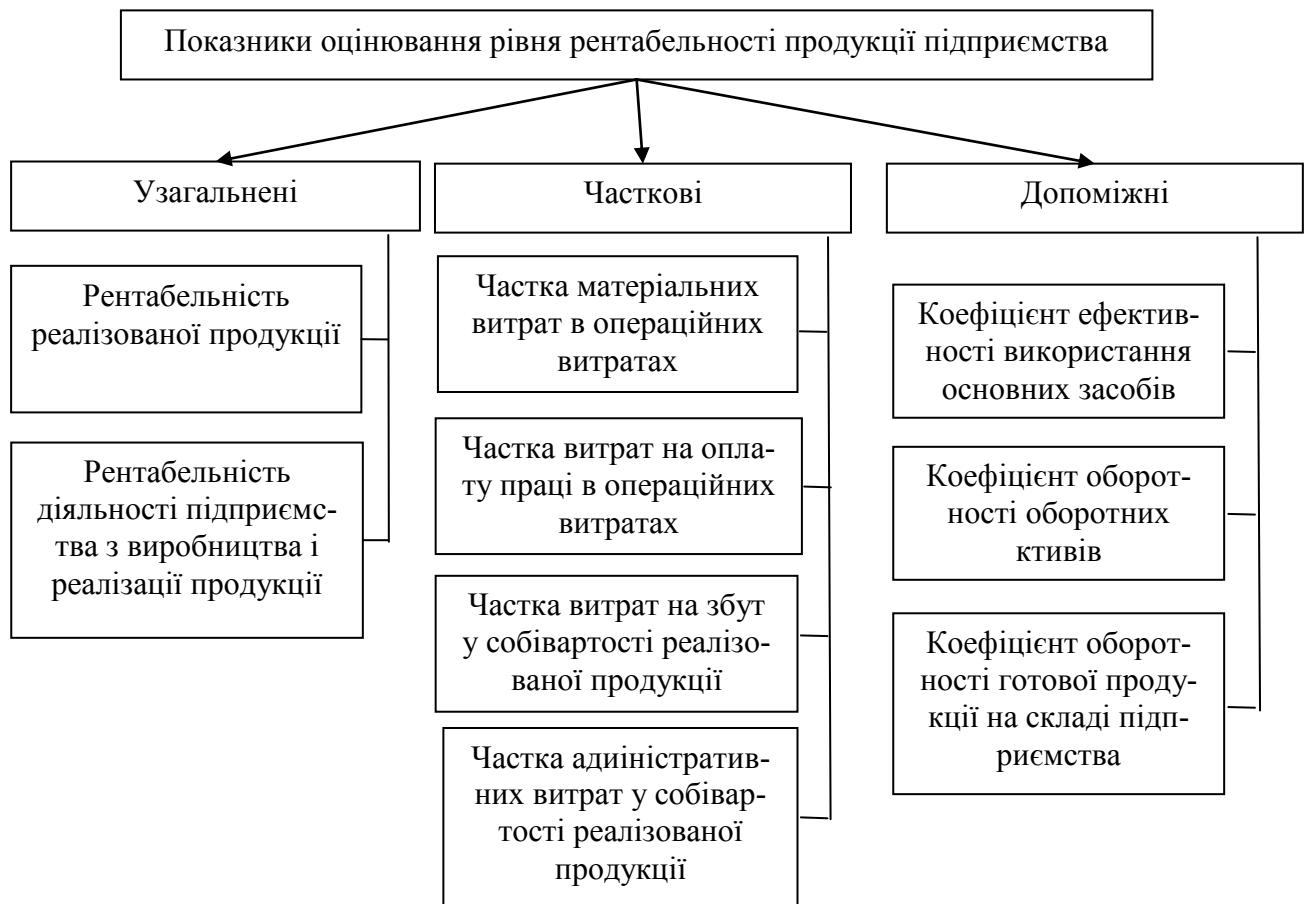 Показники оцінювання рівня рентабельності продукції підприємства
Узагальнені
Рентабельність
реалізованої продукції
Рентабельність
діяльності підприємс-
тва з виробництва і
реалізації продукції
Часткові
Частка матеріальних
витрат в операційних
витратах
Частка витрат на опла-
ту праці в операційних
витратах
Частка витрат на збут
у собівартості реалізо-
ваної продукції
Частка адиіністратив-
них витрат у собівар-
тості реалізованої
продукції
Допоміжні
Коефіцієнт ефектив-
ності використання
основних засобів
Коефіцієнт оборот-
ності оборотних
ктивів
Коефіцієнт оборот-
ності готової проду-
кції на складі підп-
риємства